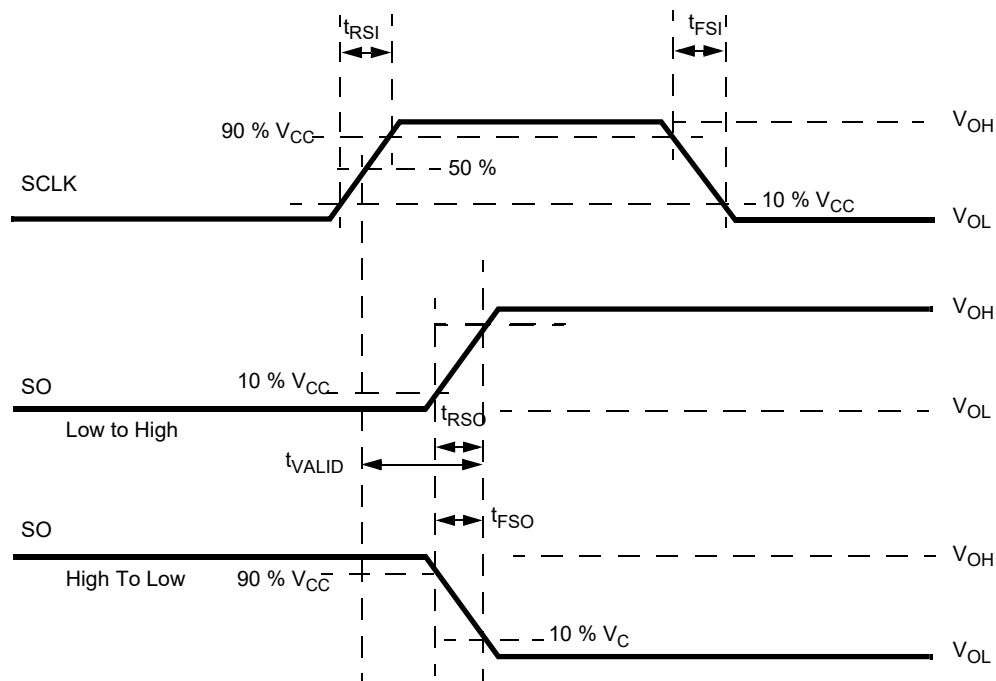 tRSI
tFSI
90 % VCC
VOH
50 %
SCLK
10 % VCC
VOL
VOH
SO
10 % VCC
VOL
tRSO
Low to High
tVALID
tFSO
SO
VOH
High To Low
90 % VCC
10 % VC
VOL